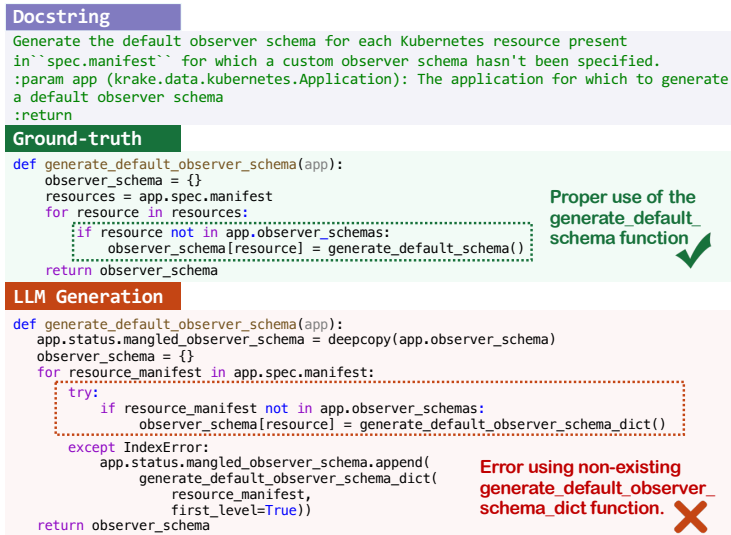 Docstring
Generate the default observer schema for each Kubernetes resource present
in``spec.manifest`` for which a custom observer schema hasn't been specified.
:param app (krake.data.kubernetes.Application): The application for which to generate
a default observer schema
:return
Ground-truth
def generate_default_observer_schema(app):
    observer_schema = {}
    resources = app.spec.manifest
    for resource in resources:
        if resource not in app.observer_schemas:
            observer_schema[resource] = generate_default_schema()
    return observer_schema
Proper use of the
generate_default_
schema function
LLM Generation
def generate_default_observer_schema(app):
    app.status.mangled_observer_schema = deepcopy(app.observer_schema)
    observer_schema = {}
    for resource_manifest in app.spec.manifest:
        try:
            if resource_manifest not in app.observer_schemas:
                observer_schema[resource] = generate_default_observer_schema_dict()
        except IndexError:
            app.status.mangled_observer_schema.append(
                generate_default_observer_schema_dict(
                    resource_manifest,
                    first_level=True))
    return observer_schema
Error using non-existing
generate_default_observer_
schema_dict function.